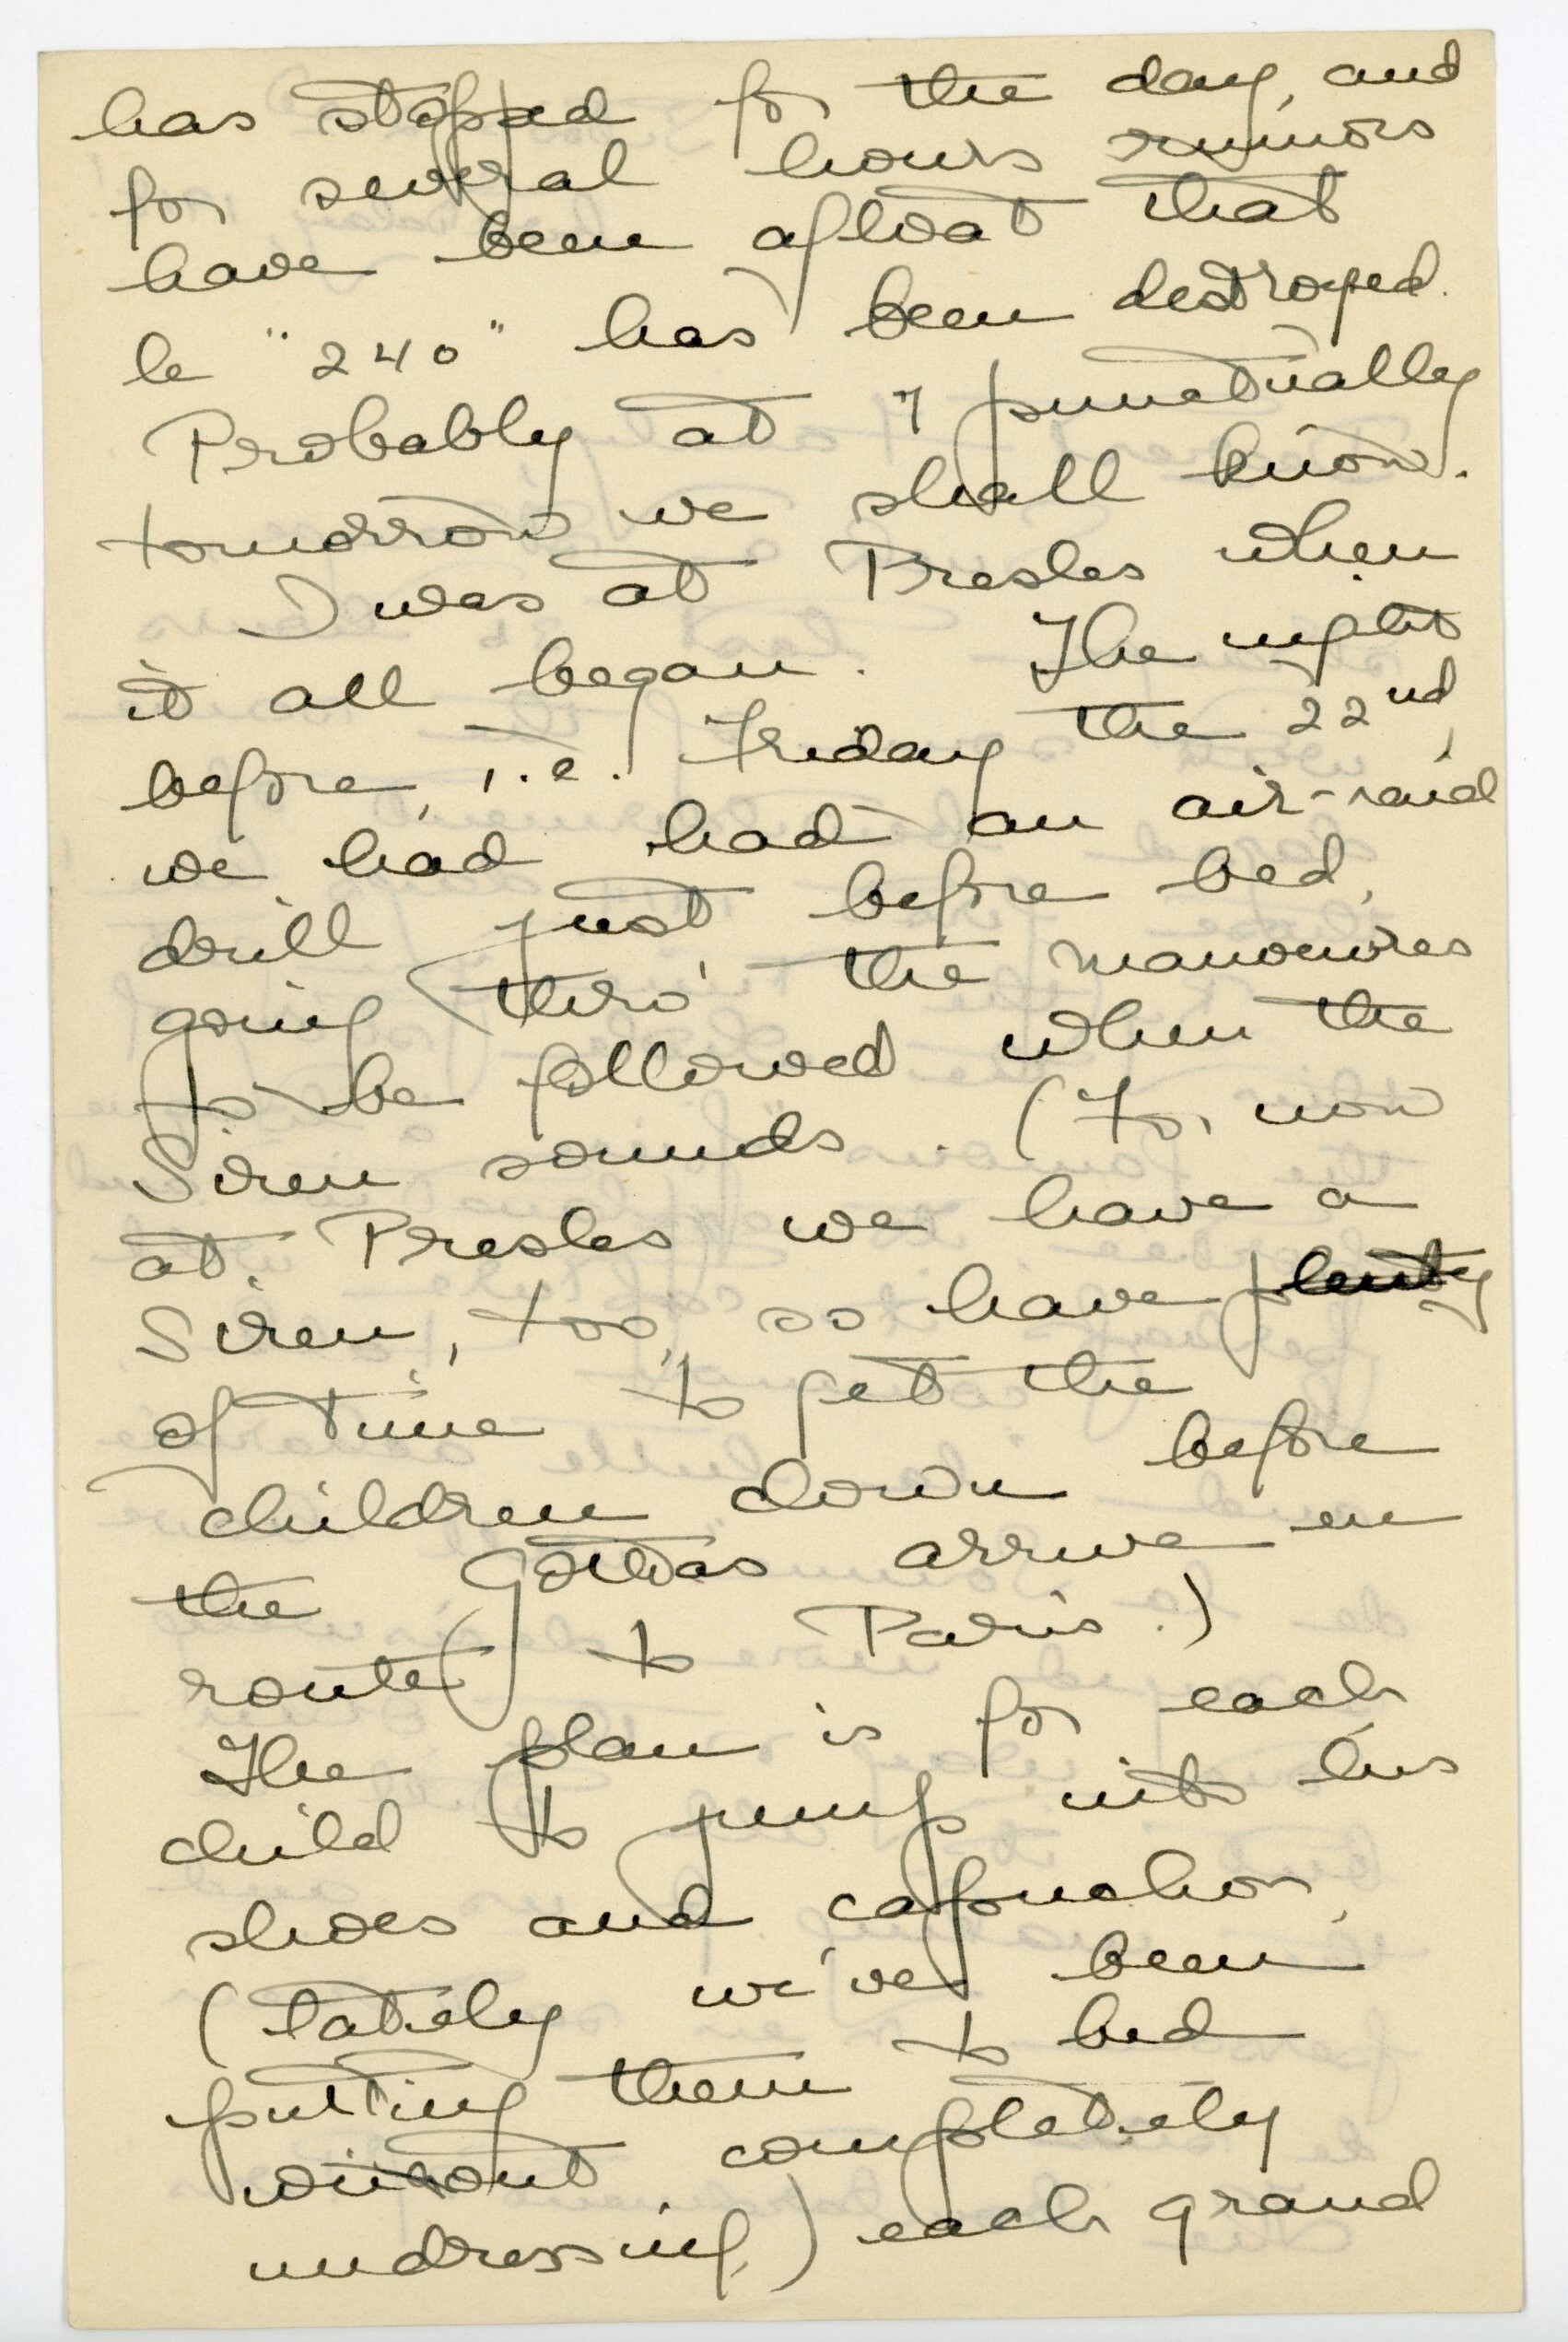 has stopped for the day, and
for several hours rumors
have been afloat that
le "240" has been destroyed.
Probably at 7 punctually
tomorrow we shall know.
I was at Presles when
it all began. The night
before, i.e. Friday the 22nd,
we had had an air-raid
drill just before bed,
going thro' the manoeuvres
to be followed when the
Siren sounds. (For now
at Presles we have a
Siren, too, so have plenty
of time to get the
children down before
the Gothas arrive en
route to Paris.)
The plan is for each
child to jump into his
shoes and capuchon,
(lately we've been
putting them to bed
without completely
undressing,) each grand